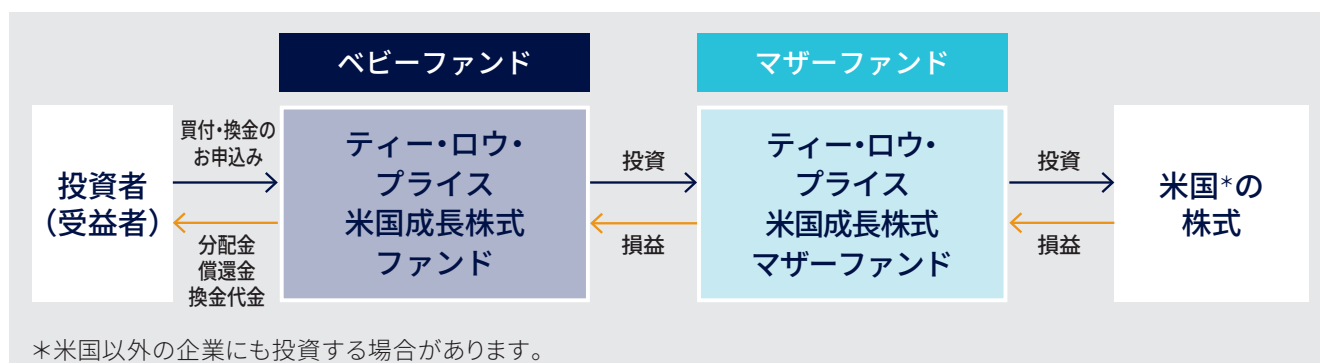 ベビーファンド
マザーファンド
投資者
（受益者）
買付・換金の
お申込み
分配金
償還金
換金代金
ティー・ロウ・
プライス
米国成長株式
ファンド
投資
損益
ティー・ロウ・
プライス
米国成長株式
マザーファンド
投資
損益
米国＊の
株式
＊米国以外の企業にも投資する場合があります。